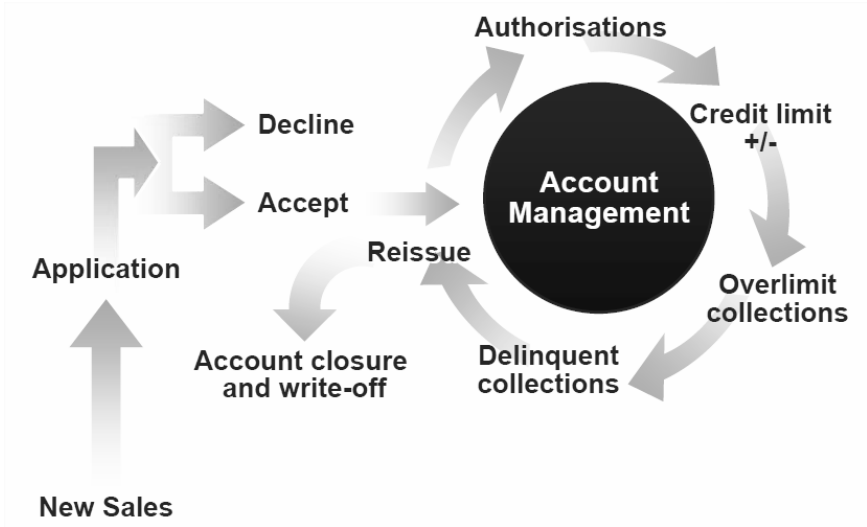 Authorisations
Decline
Credit limit
+/-
Accept
Account
Management
Reissue
Application
Overlimit
collections
Account closure
and write-off
Delinquent
collections
New Sales